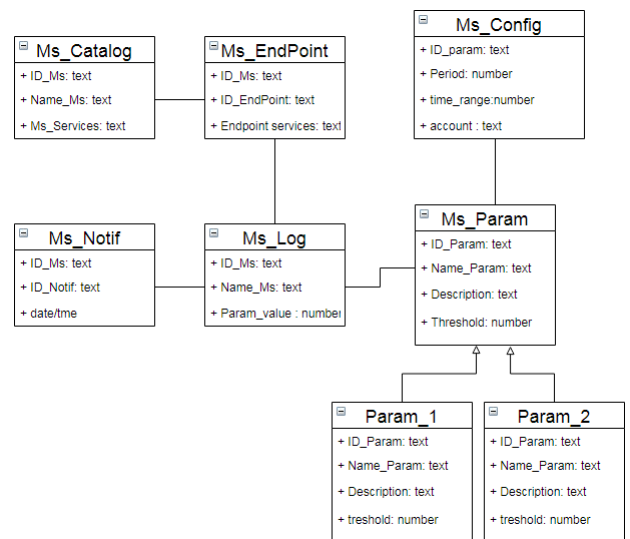 Ms_Catalog
+ ID_Ms: text
+ Name_Ms: text
+ Ms_Services: text
Ms_EndPoint
+ ID_Ms: text
+ ID_EndPoint: text
+ Endpoint services: text
Ms_Config
+ ID_param: text
+ Period: number
+ time_range:number
+ account : text
Ms_Notif
+ ID_Ms: text
+ ID_Notif: text
+ date/tme
Ms_Log
+ ID_Ms: text
+ Name_Ms: text
+ Param_value : number
Ms_Param
+ ID_Param: text
+ Name_Param: text
+ Description: text
+ Threshold: number
Param_1
+ ID_Param: text
+ Name_Param: text
+ Description: text
+ treshold: number
Param_2
+ ID_Param: text
+ Name_Param: text
+ Description: text
+ treshold: number